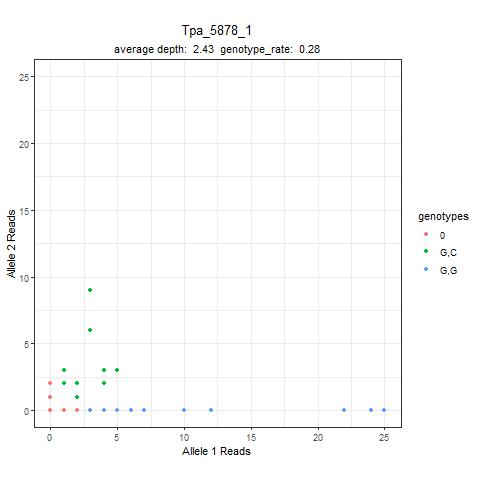 Tpa_5878_1
average depth: 2.43 genotype_rate: 0.28
25
20
15
10
5
0
Allele 2 Reads
0 5 10 15 20 25
Allele 1 Reads
genotypes
0
G,C
G,G